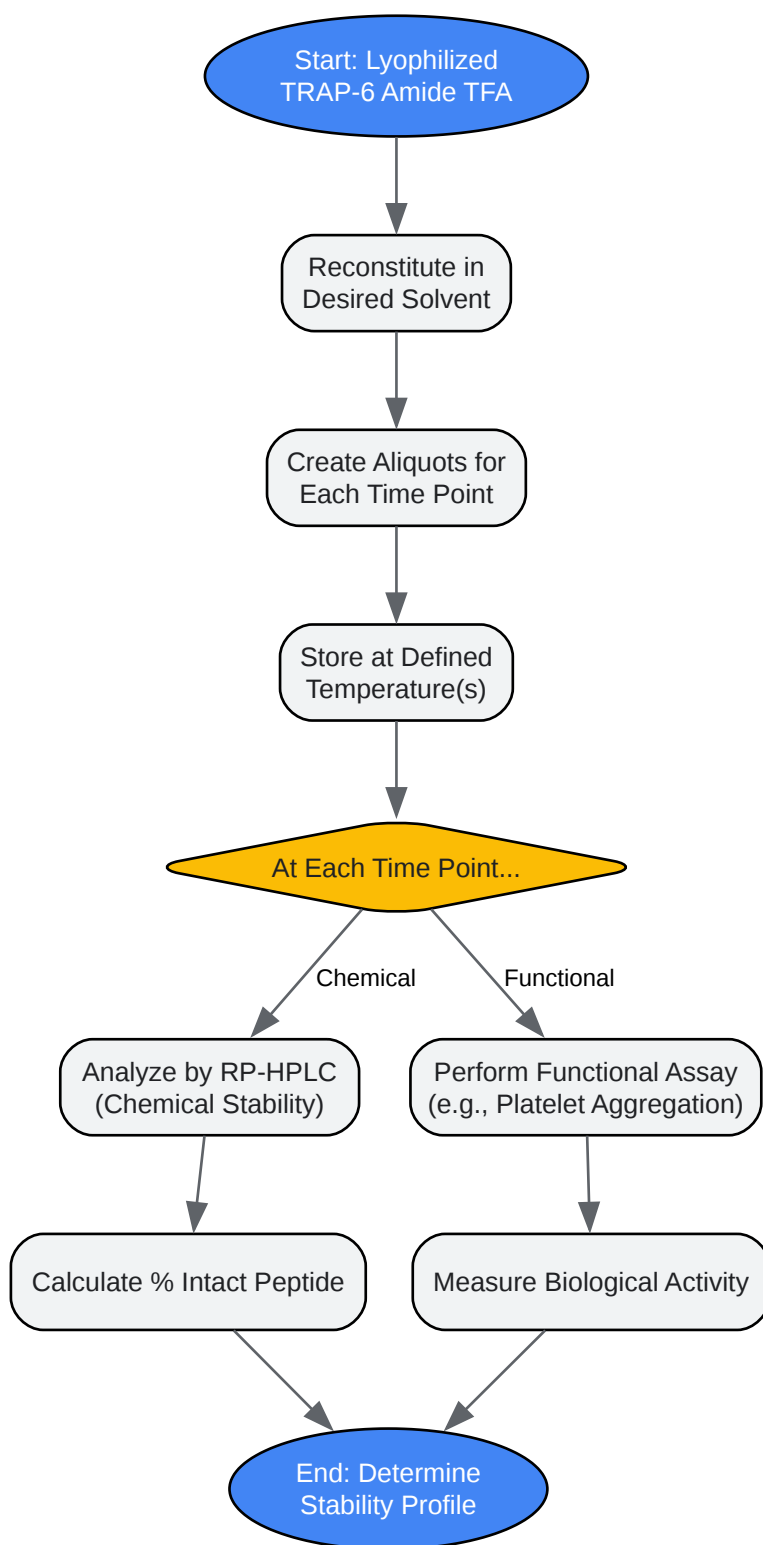 Start: Lyophilized
TRAP-6 Amide TFA
Reconstitute in
Desired Solvent
Create Aliquots for
Each Time Point
Store at Defined
Temperature(s)
At Each Time Point...
Chemical
Functional
Analyze by RP-HPLC
(Chemical Stability)
Perform Functional Assay
(e.g., Platelet Aggregation)
Calculate % Intact Peptide
Measure Biological Activity
End: Determine
Stability Profile